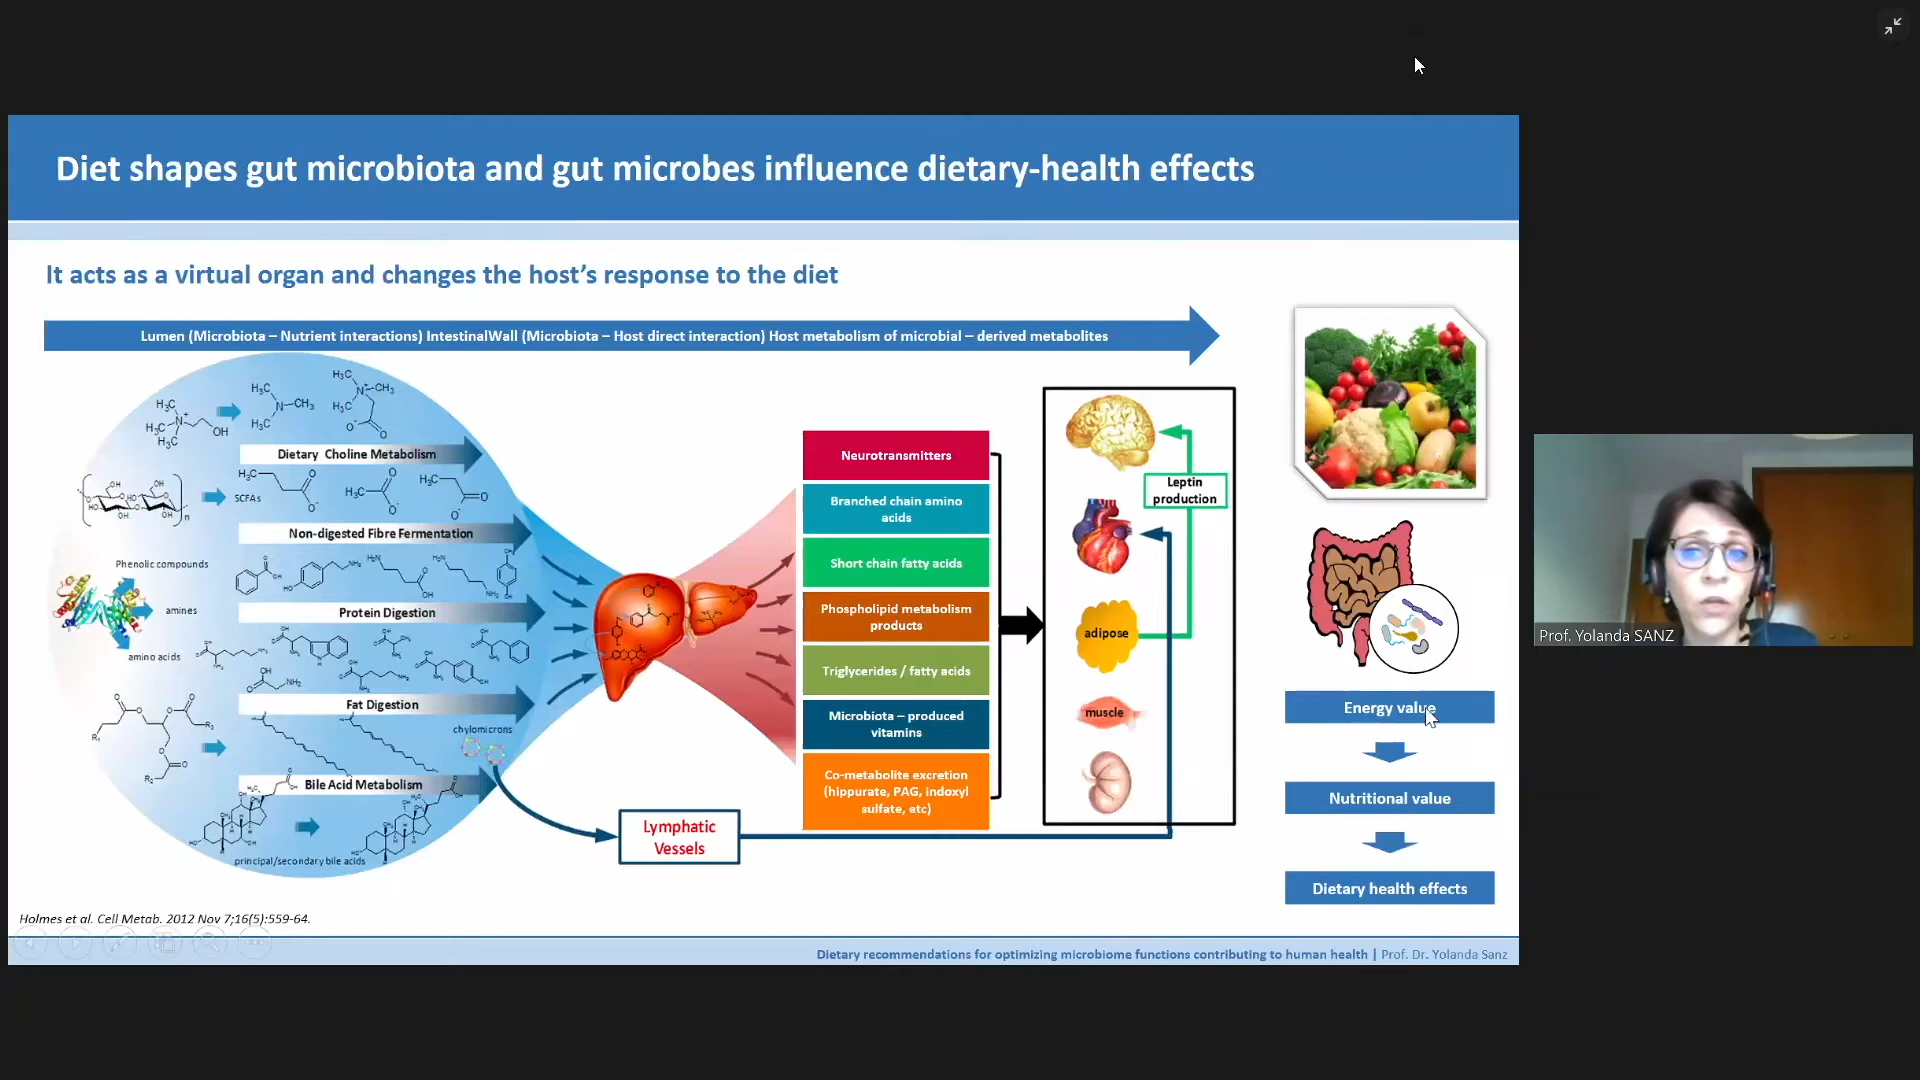 Diet shapes gut microbiota and gut microbes influence dietary-health effects
It acts as a virtual organ and changes the host's response to the diet
Lumen (Microbiota – Nutrient interactions) IntestinalWall (Microbiota – Host direct interaction) Host metabolism of microbial – derived metabolites
Dietary Choline Metabolism
SCFAs
Non-digested Fibre Fermentation
Phenolic compounds
amines
amino acids
Protein Digestion
Fat Digestion
chylomicrons
Bile Acid Metabolism
principal/secondary bile acids
Lymphatic
Vessels
Neurotransmitters
Branched chain amino
acids
Short chain fatty acids
Phospholipid metabolism
products
Triglycerides / fatty acids
Microbiota – produced
vitamins
Co-metabolite excretion
(hippurate, PAG, indoxyl
sulfate, etc)
Leptin
production
adipose
muscle
Energy value
Nutritional value
Dietary health effects
Holmes et al. Cell Metab. 2012 Nov 7;16(5):559-64.
Dietary recommendations for optimizing microbiome functions contributing to human health | Prof. Dr. Yolanda Sanz
Prof. Yolanda SANZ